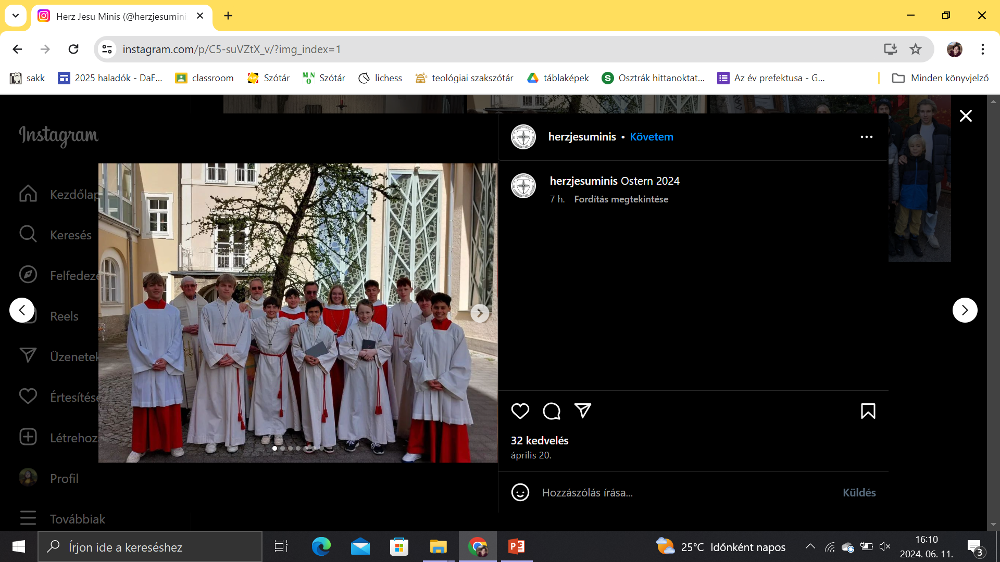 Herz Jesu Minis (@herzjesumini
instagram.com/p/C5-suVZtX_v/?img_index=1
sakk
2025 haladók - DaF...
classroom
Szótár
Szótár
lichess
teológiai szakszótár
táblaképek
Osztrák hittanoktat...
Az év prefektusa - G...
Minden könyvjelző
Instagram
Kezdőlap
Keresés
Felfedezé
Reels
Üzenetek
Értesítése
Létrehozá
Profil
Továbbiak
herzjesuminis • Követem
herzjesuminis Ostern 2024
7 h. Fordítás megtekintése
32 kedvelés
április 20.
Hozzászólás írása...
Küldés
Írjon ide a kereséshez
25°C Időnként napos
16:10
2024. 06. 11.
3